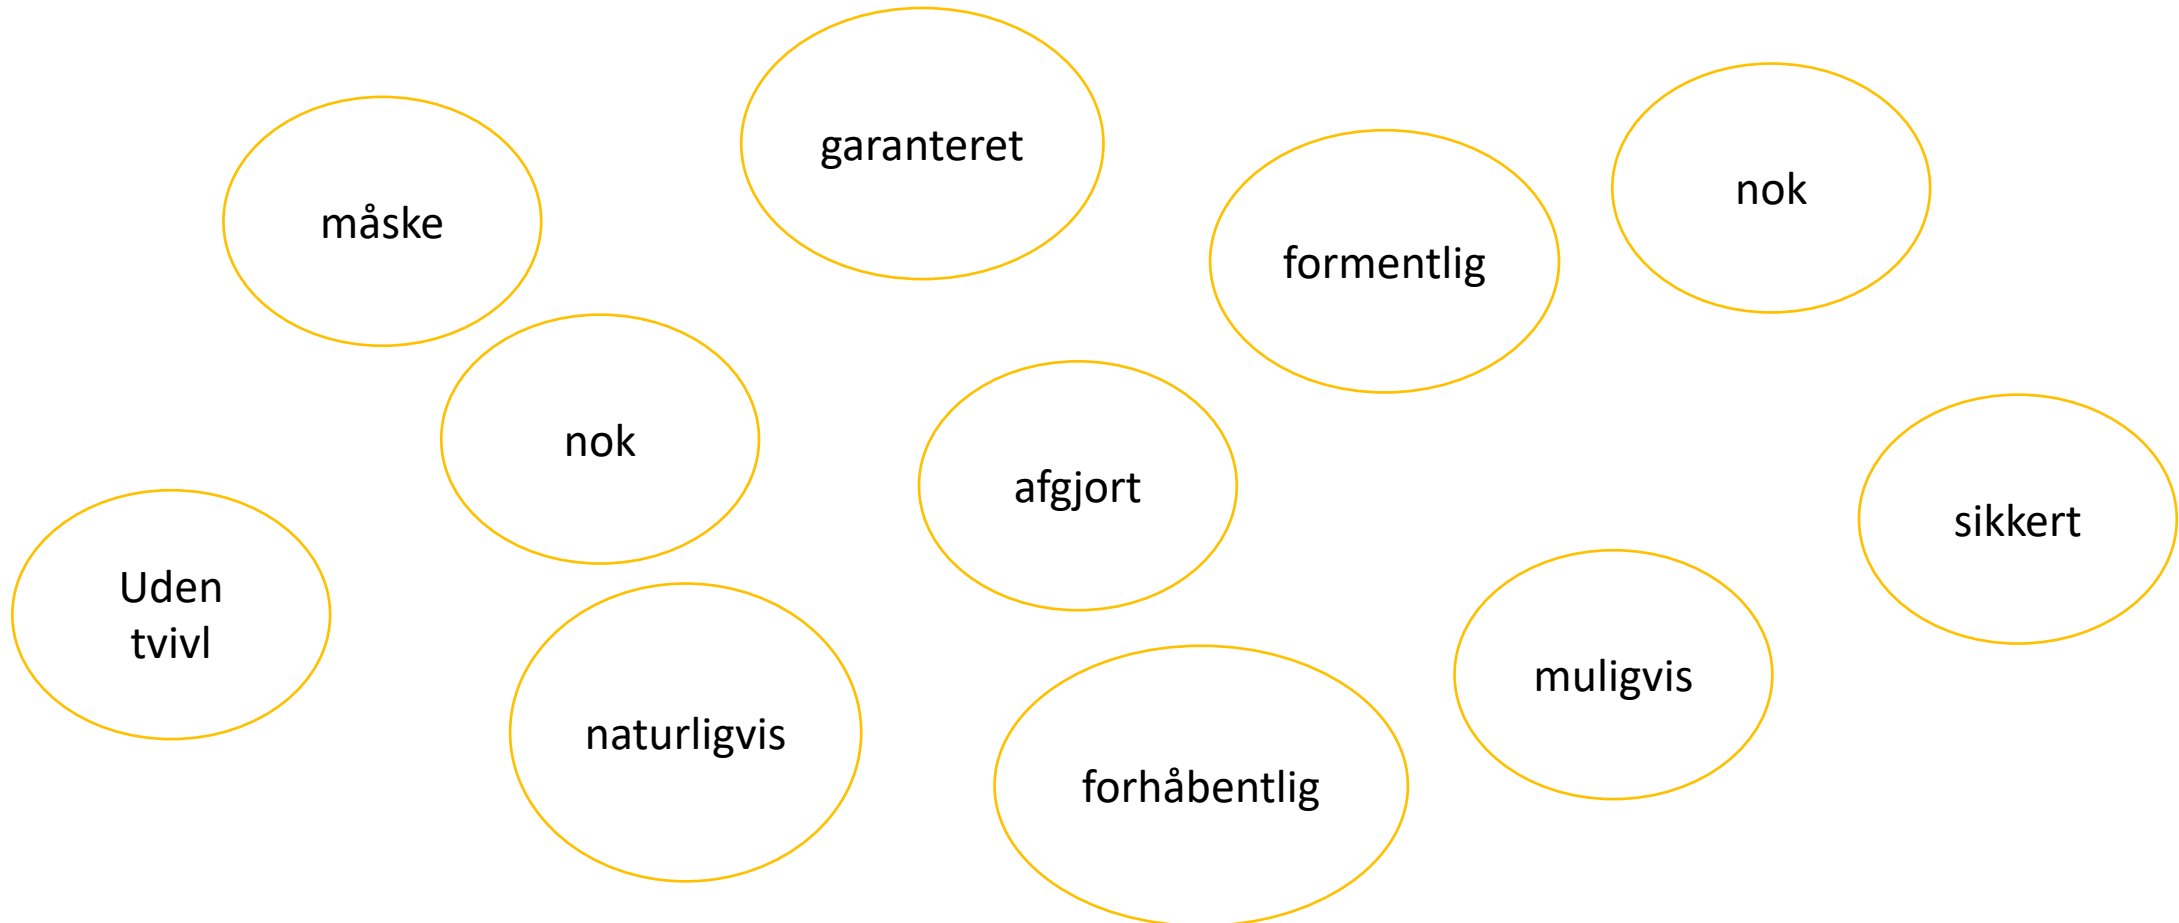 garanteret
nok
måske
formentlig
nok
afgjort
sikkert
Uden
tvivl
muligvis
naturligvis
forhåbentlig